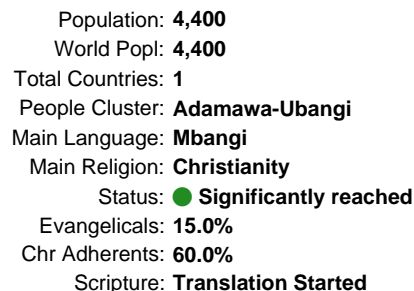 Population: 4,400
World Popl: 4,400
Total Countries: 1
People Cluster: Adamawa-Ubangi
Main Language: Mbangi
Main Religion: Christianity
Status: Significantly reached
Evangelicals: 15.0%
Chr Adherents: 60.0%
Scripture: Translation Started